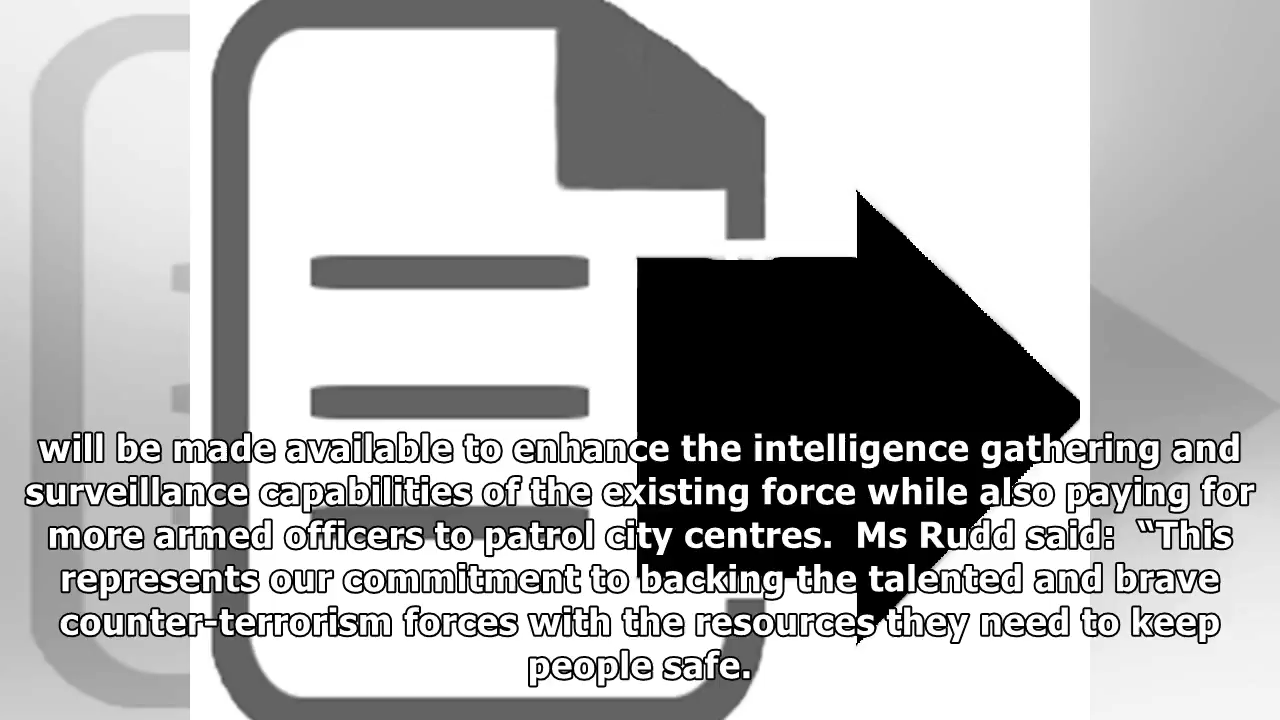 will be made available to enhance the intelligence gathering and
surveillance capabilities of the existing force while also paying for
more armed officers to patrol city centres.  Ms Rudd said:  “This
represents our commitment to backing the talented and brave
counter-terrorism forces with the resources they need to keep
people safe.